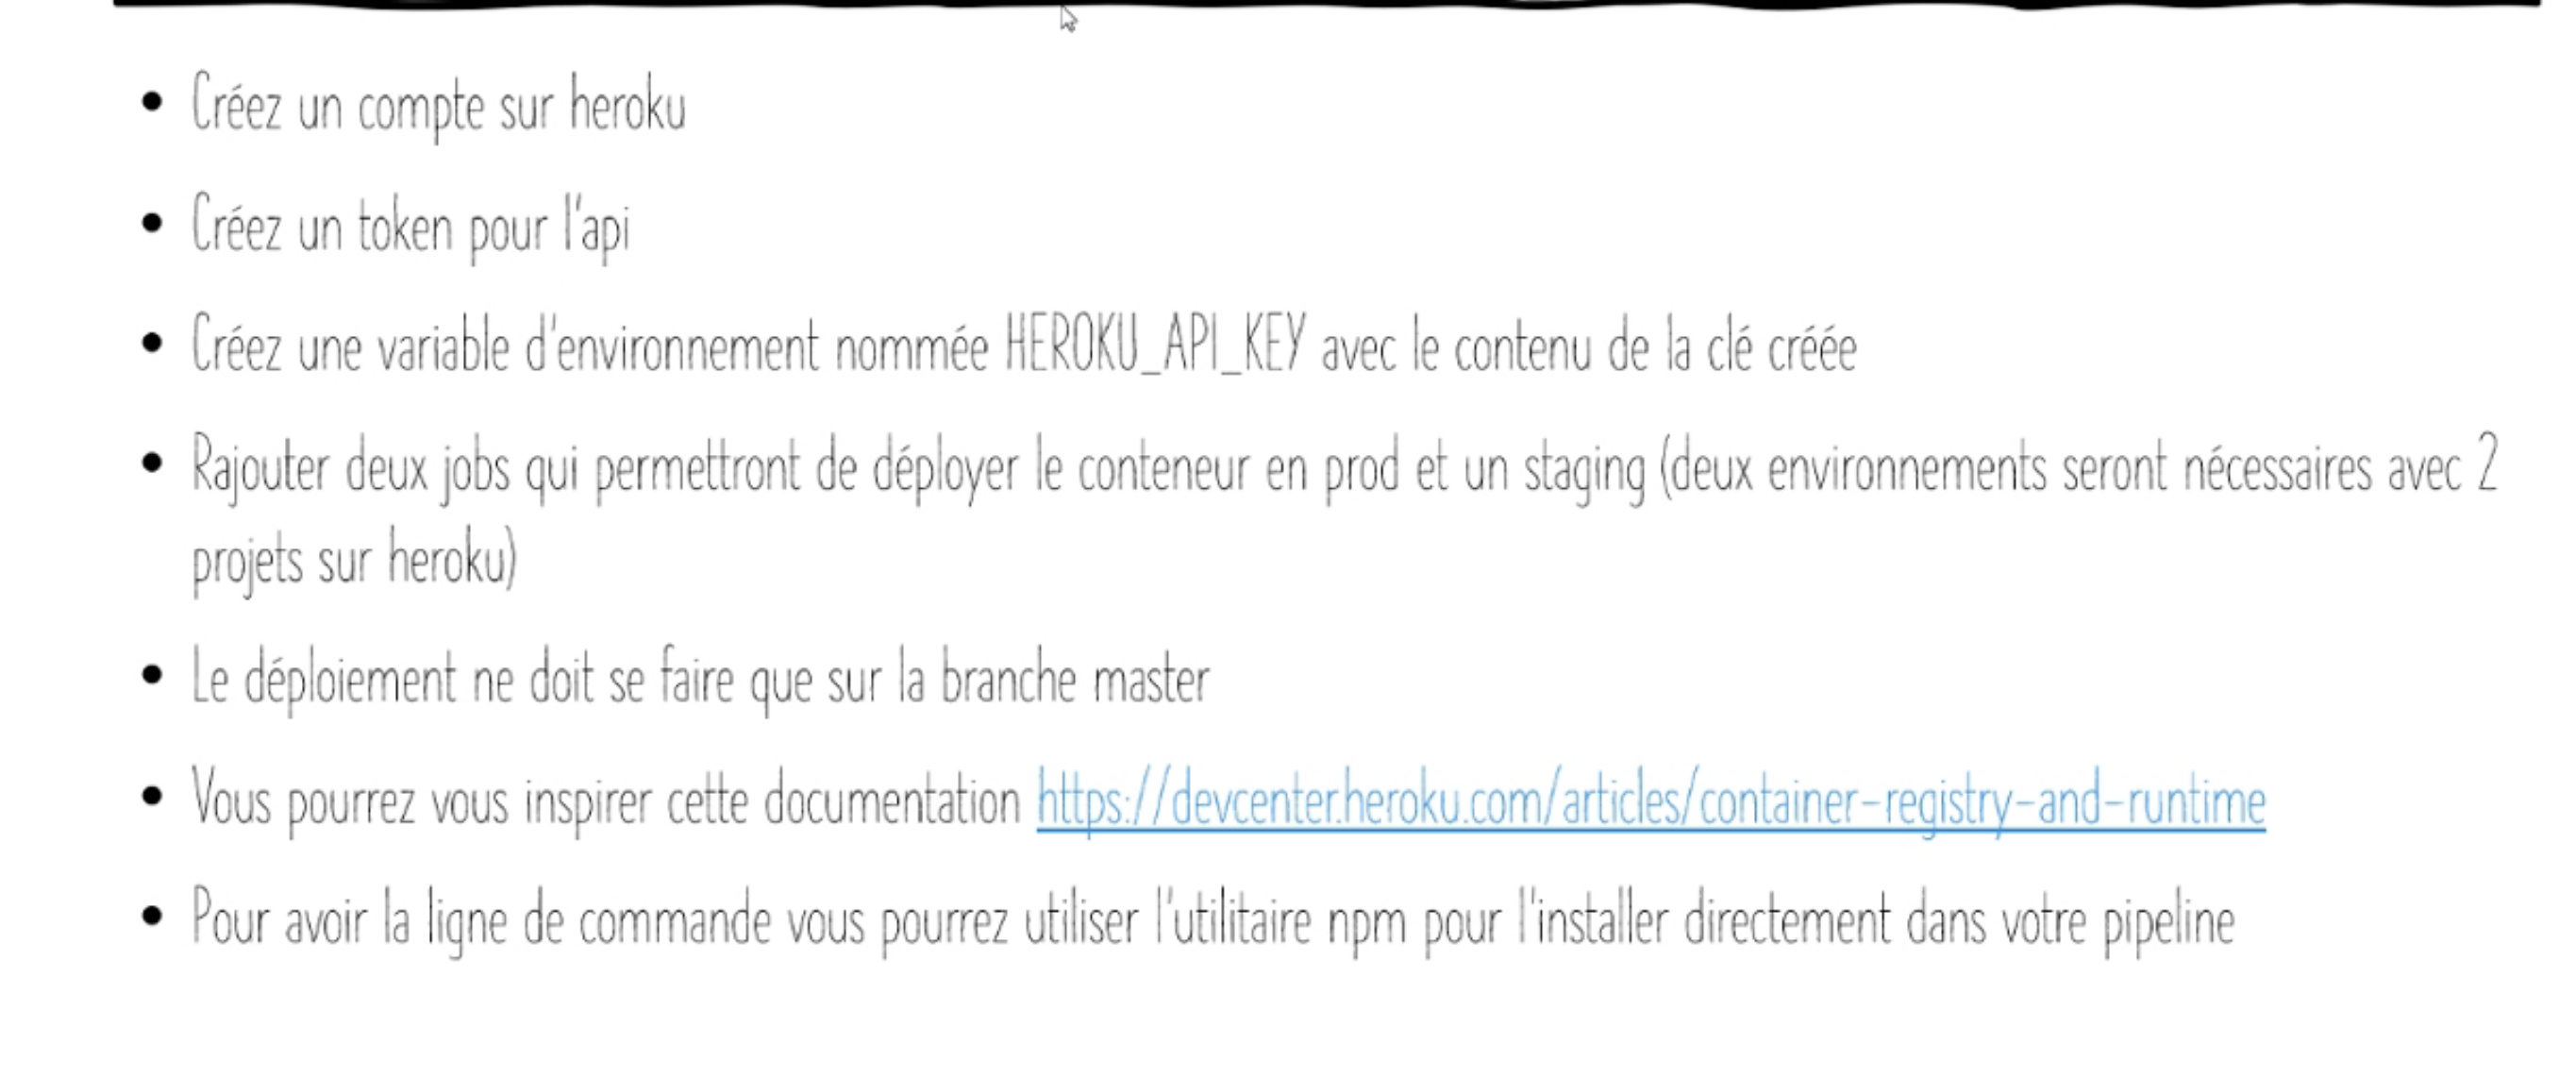 • Créez un compte sur heroku
• Créez un token pour l'api
• Créez une variable d'environnement nommée HEROKU_API_KEY avec le contenu de la clé créée
• Rajouter deux jobs qui permettront de déployer le conteneur en prod et un staging (deux environnements seront nécessaires avec 2
projets sur heroku)
• Le déploiement ne doit se faire que sur la branche master
• Vous pourrez vous inspirer cette documentation https://devcenter.heroku.com/articles/container-registry-and-runtime
• Pour avoir la ligne de commande vous pourrez utiliser l'utilitaire npm pour l'installer directement dans votre pipeline